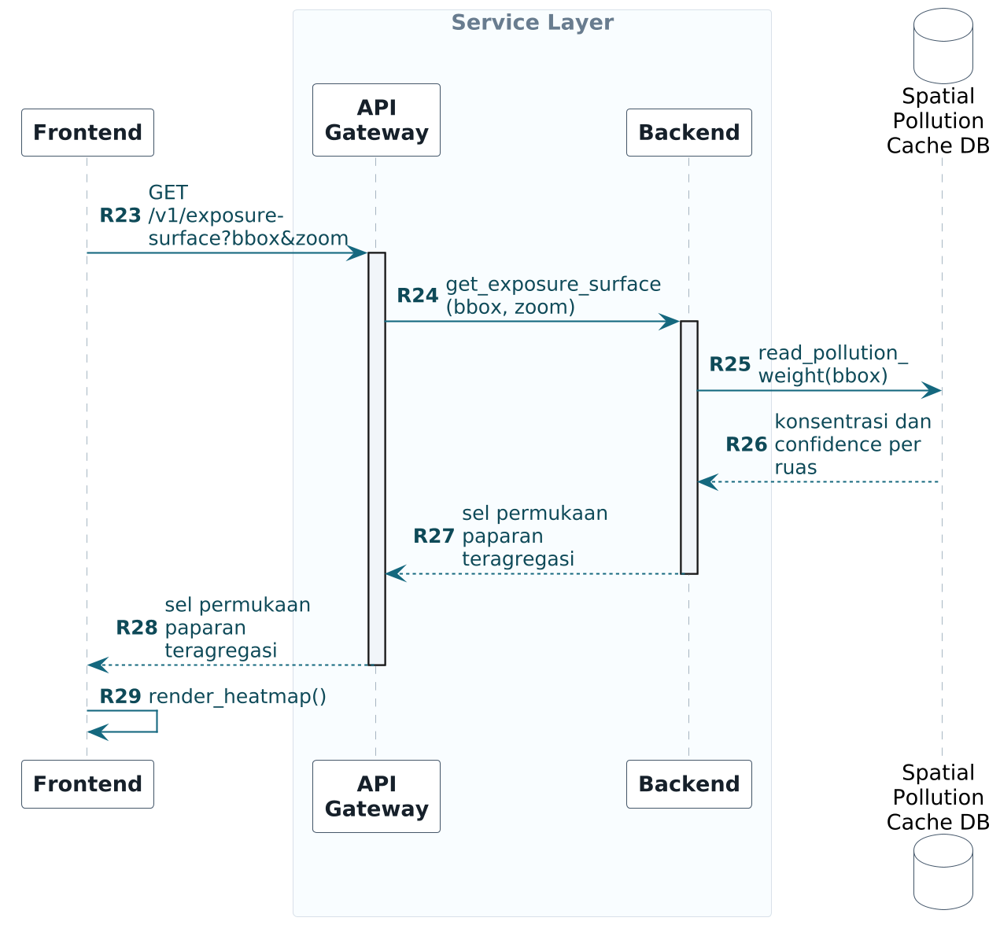 Service Layer
Frontend
API
Gateway
Backend
Spatial
Pollution
Cache DB
R23 GET
/v1/exposure-
surface?bbox&zoom
R24 get_exposure_surface
(bbox, zoom)
R25 read_pollution_
weight(bbox)
R26 konsentrasi dan
confidence per
ruas
R27 sel permukaan
paparan
teragregasi
R28 sel permukaan
paparan
teragregasi
R29 render_heatmap()
Frontend
API
Gateway
Backend
Spatial
Pollution
Cache DB